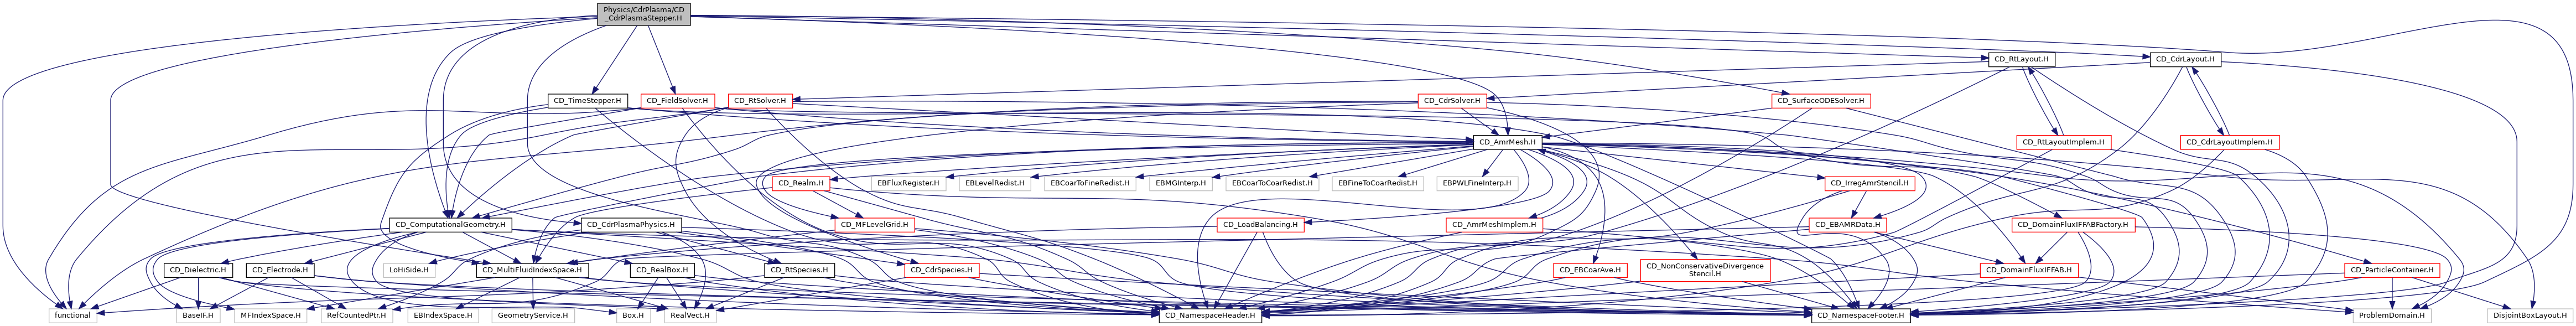 Physics/CdrPlasma/CD
_CdrPlasmaStepper.H
CD_RtLayout.H
CD_CdrLayout.H
CD_TimeStepper.H
CD_FieldSolver.H
CD_RtSolver.H
CD_CdrSolver.H
CD_SurfaceODESolver.H
CD_AmrMesh.H
CD_RtLayoutImplem.H
CD_CdrLayoutImplem.H
CD_Realm.H
EBFluxRegister.H
EBLevelRedist.H
EBCoarToFineRedist.H
EBMGInterp.H
EBCoarToCoarRedist.H
EBFineToCoarRedist.H
EBPWLFineInterp.H
CD_IrregAmrStencil.H
CD_ComputationalGeometry.H
CD_CdrPlasmaPhysics.H
CD_MFLevelGrid.H
CD_LoadBalancing.H
CD_AmrMeshImplem.H
CD_EBAMRData.H
CD_DomainFluxIFFABFactory.H
CD_Dielectric.H
CD_Electrode.H
LoHiSide.H
CD_MultiFluidIndexSpace.H
CD_RealBox.H
CD_RtSpecies.H
CD_CdrSpecies.H
CD_EBCoarAve.H
CD_NonConservativeDivergence
Stencil.H
CD_DomainFluxIFFAB.H
CD_ParticleContainer.H
functional
BaseIF.H
MFIndexSpace.H
RefCountedPtr.H
EBIndexSpace.H
GeometryService.H
Box.H
RealVect.H
CD_NamespaceHeader.H
CD_NamespaceFooter.H
ProblemDomain.H
DisjointBoxLayout.H